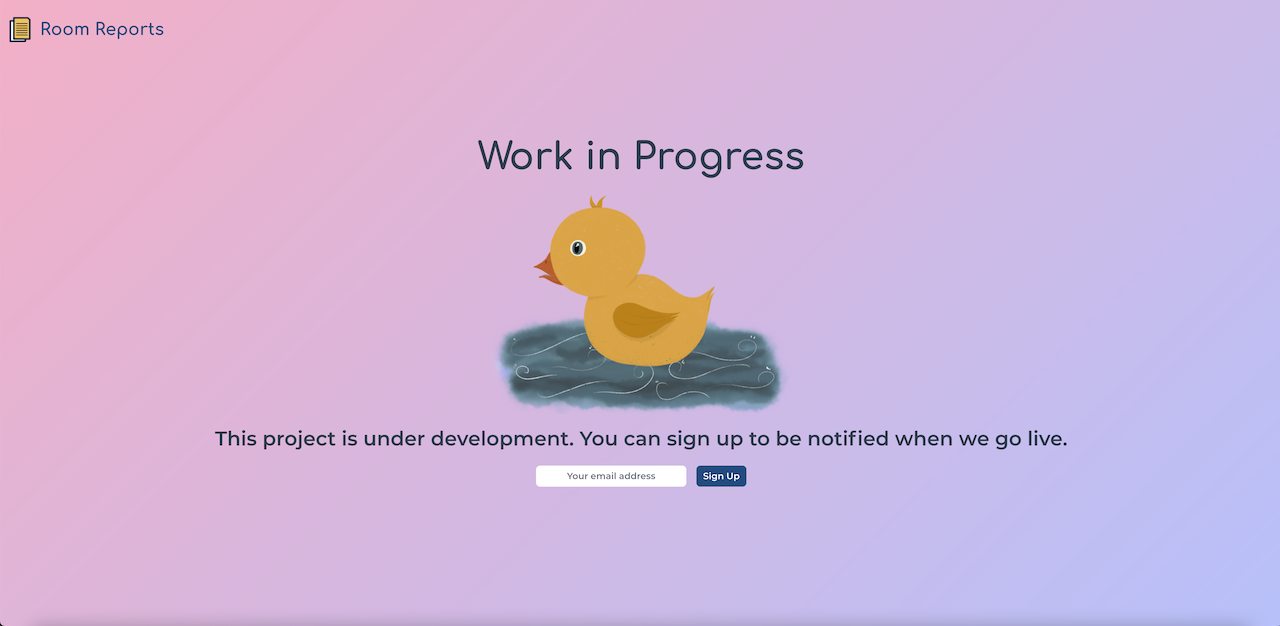 Room Reports
Work in Progress
This project is under development. You can sign up to be notified when we go live.
Your email address
Sign Up